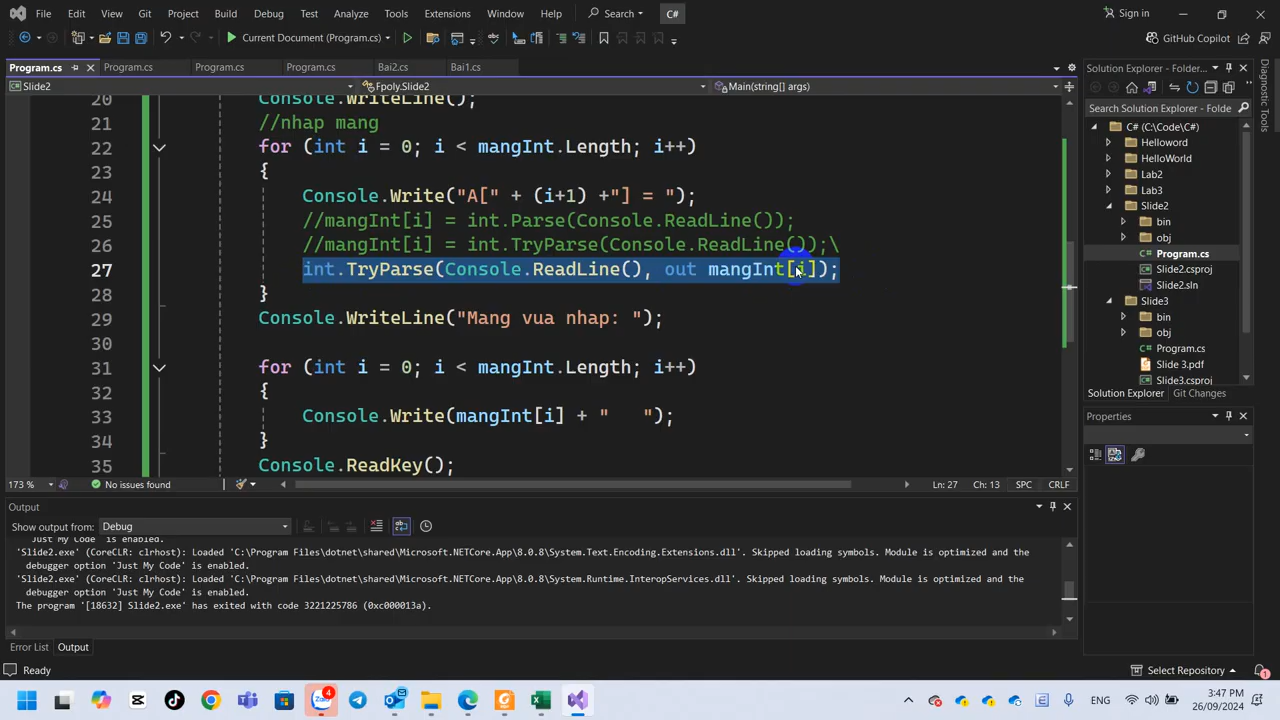 File Edit View Git Project Build Debug Test Analyze Tools Extensions Window Help Search C# Sign in
Current Document (Program.cs) GitHub Copilot
Program.cs Program.cs Program.cs Program.cs Bai2.cs Bai1.cs
Slide2 Fpoly.Slide2 Main(string[] args)
20 Console.WriteLine();
21 //nhap mang
22 for (int i = 0; i < mangInt.Length; i++)
23 {
24 Console.Write("A[" + (i+1) +"] = ");
25 //mangInt[i] = int.Parse(Console.ReadLine());
26 //mangInt[i] = int.TryParse(Console.ReadLine());\
27 int.TryParse(Console.ReadLine(), out mangInt[i]);
28 }
29 Console.WriteLine("Mang vua nhap: ");
30
31 for (int i = 0; i < mangInt.Length; i++)
32 {
33 Console.Write(mangInt[i] + "   ");
34 }
35 Console.ReadKey();
173 % No issues found Ln: 27 Ch: 13 SPC CRLF
Output
Show output from: Debug
'Just My Code' is enabled.
'Slide2.exe' (CoreCLR: clrhost): Loaded 'C:\Program Files\dotnet\shared\Microsoft.NETCore.App\8.0.8\System.Text.Encoding.Extensions.dll'. Skipped loading symbols. Module is optimized and the
debugger option 'Just My Code' is enabled.
'Slide2.exe' (CoreCLR: clrhost): Loaded 'C:\Program Files\dotnet\shared\Microsoft.NETCore.App\8.0.8\System.Runtime.InteropServices.dll'. Skipped loading symbols. Module is optimized and the
debugger option 'Just My Code' is enabled.
The program '[18632] Slide2.exe' has exited with code 3221225786 (0xc000013a).
Error List Output
Ready
Solution Explorer - Folder...
Search Solution Explorer - Folde
C# (C:\Code\C#)
Helloword
HelloWorld
Lab2
Lab3
Slide2
bin
obj
Program.cs
Slide2.csproj
Slide2.sln
Slide3
bin
obj
Program.cs
Slide 3.pdf
Slide3.csproj
Solution Explorer Git Changes
Properties
Diagnostic Tools
Select Repository 1
4
ENG 3:47 PM
26/09/2024